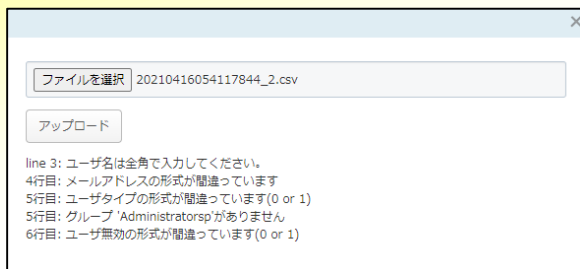 ×
ファイルを選択 20210416054117844_2.csv
アップロード
line 3: ユーザ名は全角で入力してください。
4行目: メールアドレスの形式が間違っています
5行目: ユーザタイプの形式が間違っています(0 or 1)
5行目: グループ 'Administratorsp'がありません
6行目: ユーザ無効の形式が間違っています(0 or 1)